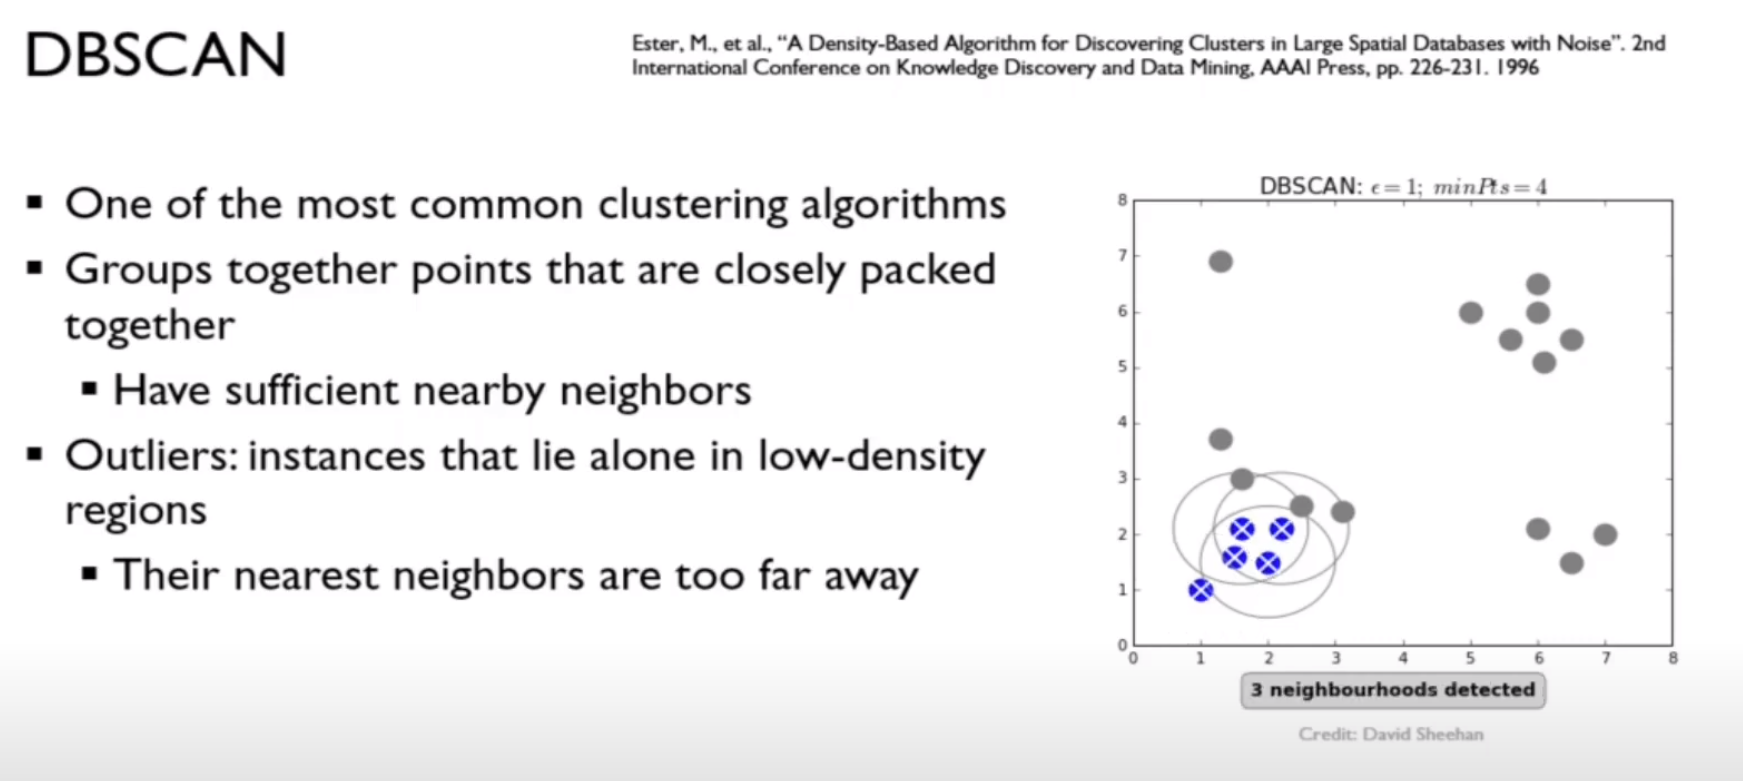 DBSCAN
Ester, M., et al., “A Density-Based Algorithm for Discovering Clusters in Large Spatial Databases with Noise”. 2nd
International Conference on Knowledge Discovery and Data Mining, AAAI Press, pp. 226-231. 1996
▪ One of the most common clustering algorithms
▪ Groups together points that are closely packed
together
▪ Have sufficient nearby neighbors
▪ Outliers: instances that lie alone in low-density
regions
▪ Their nearest neighbors are too far away
DBSCAN: ϵ = 1; minPts = 4
8
7
6
5
4
3
2
1
0
0 1 2 3 4 5 6 7 8
3 neighbourhoods detected
Credit: David Sheehan